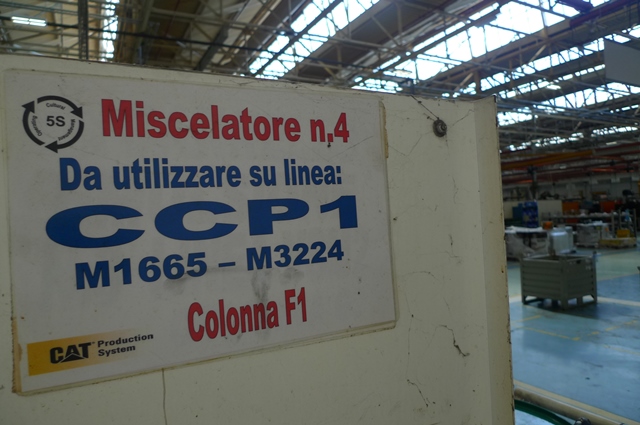 5S
Miscelatore n,4
Da utilizzare su linea:
CCP1
M1665 – M3224
Colonna F1
CAT Production
System